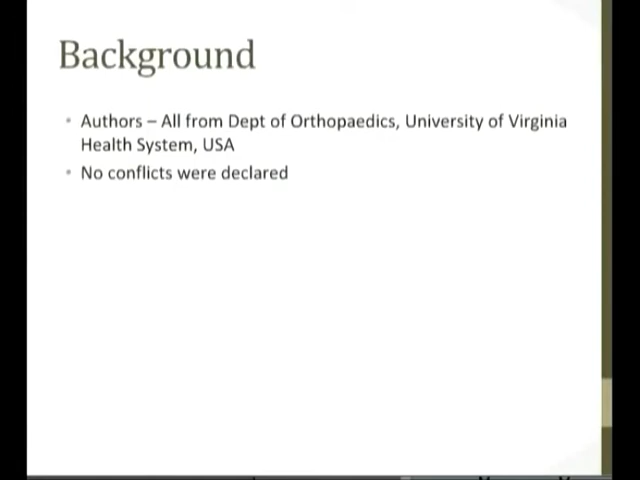 Background
• Authors – All from Dept of Orthopaedics, University of Virginia
Health System, USA
• No conflicts were declared